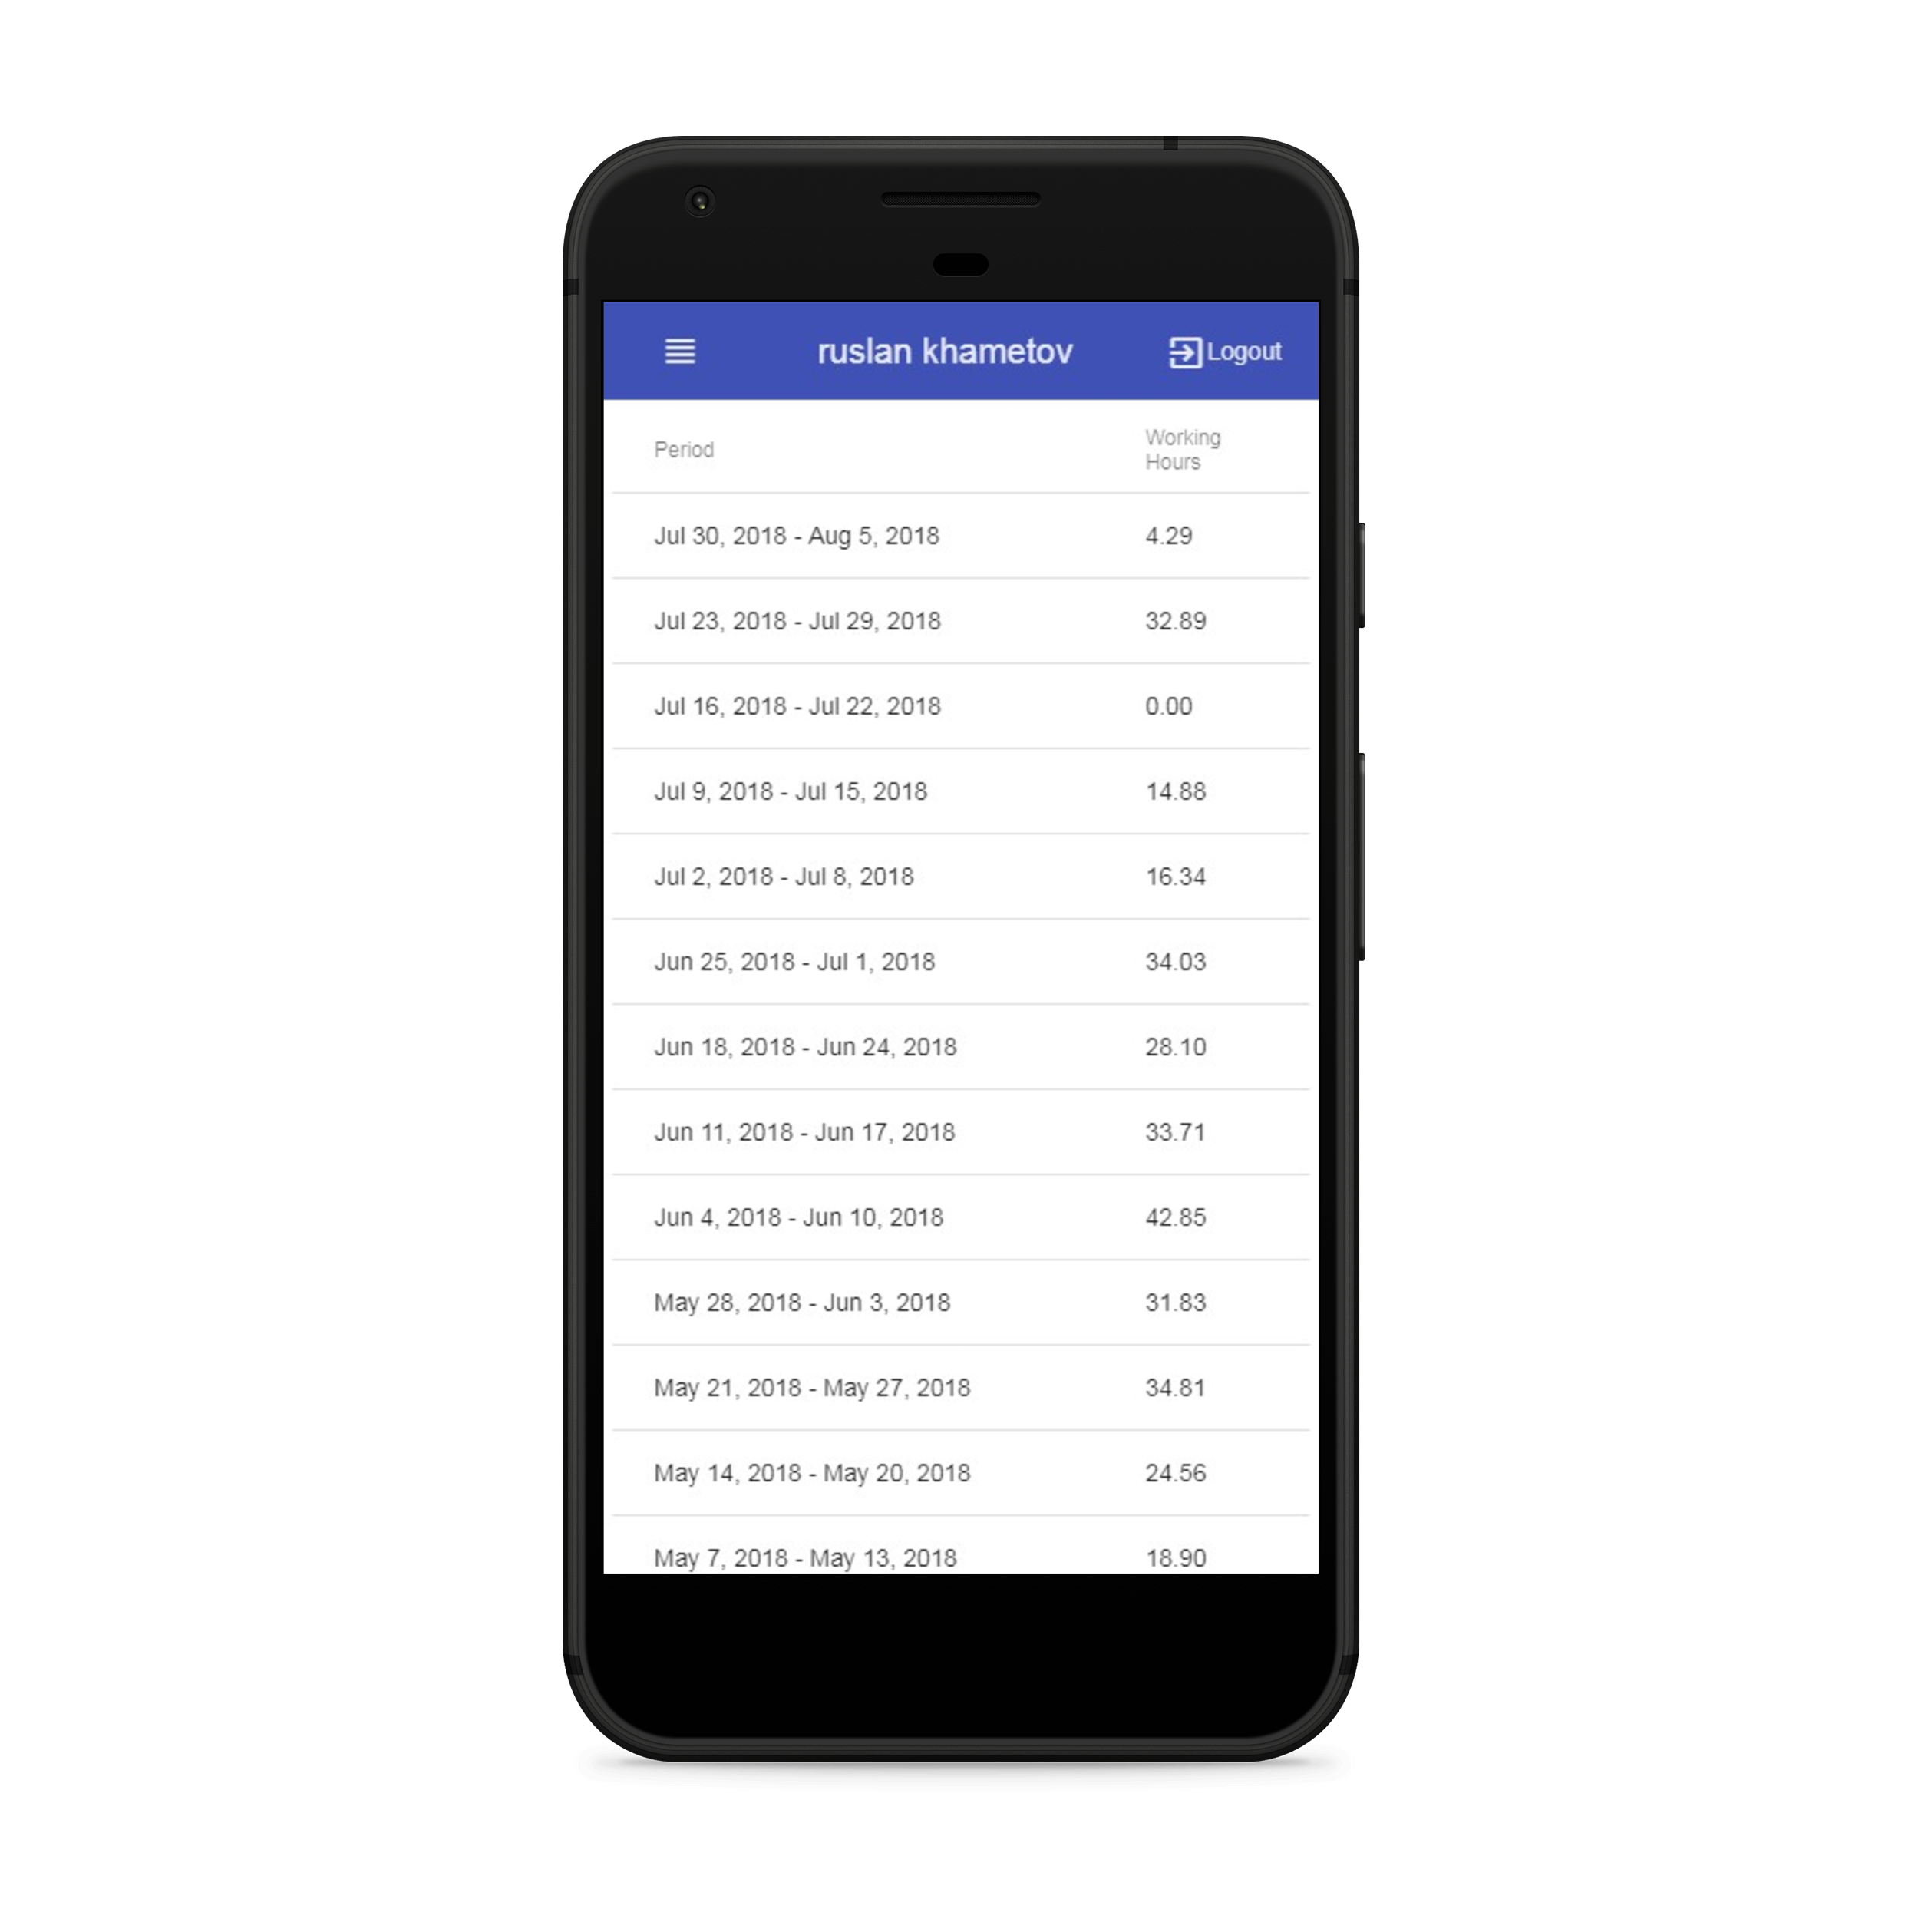 ruslan khametov Logout
Period Working Hours
Jul 30, 2018 - Aug 5, 2018 4.29
Jul 23, 2018 - Jul 29, 2018 32.89
Jul 16, 2018 - Jul 22, 2018 0.00
Jul 9, 2018 - Jul 15, 2018 14.88
Jul 2, 2018 - Jul 8, 2018 16.34
Jun 25, 2018 - Jul 1, 2018 34.03
Jun 18, 2018 - Jun 24, 2018 28.10
Jun 11, 2018 - Jun 17, 2018 33.71
Jun 4, 2018 - Jun 10, 2018 42.85
May 28, 2018 - Jun 3, 2018 31.83
May 21, 2018 - May 27, 2018 34.81
May 14, 2018 - May 20, 2018 24.56
May 7, 2018 - May 13, 2018 18.90